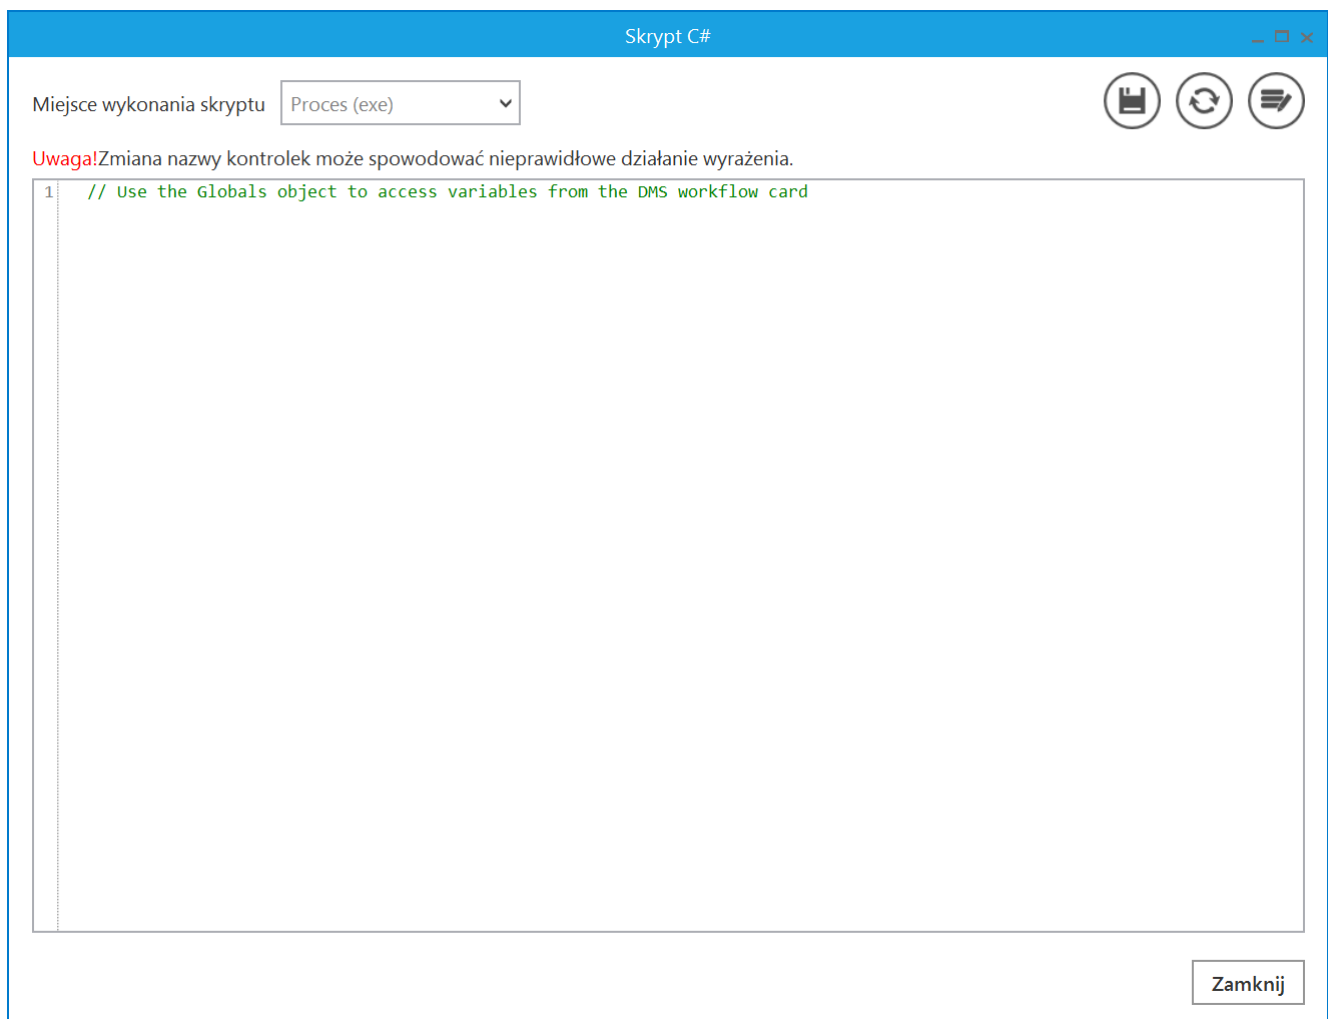 Skrypt C#
Miejsce wykonania skryptu Proces (exe)
Uwaga!Zmiana nazwy kontrolek może spowodować nieprawidłowe działanie wyrażenia.
1 // Use the Globals object to access variables from the DMS workflow card
Zamknij